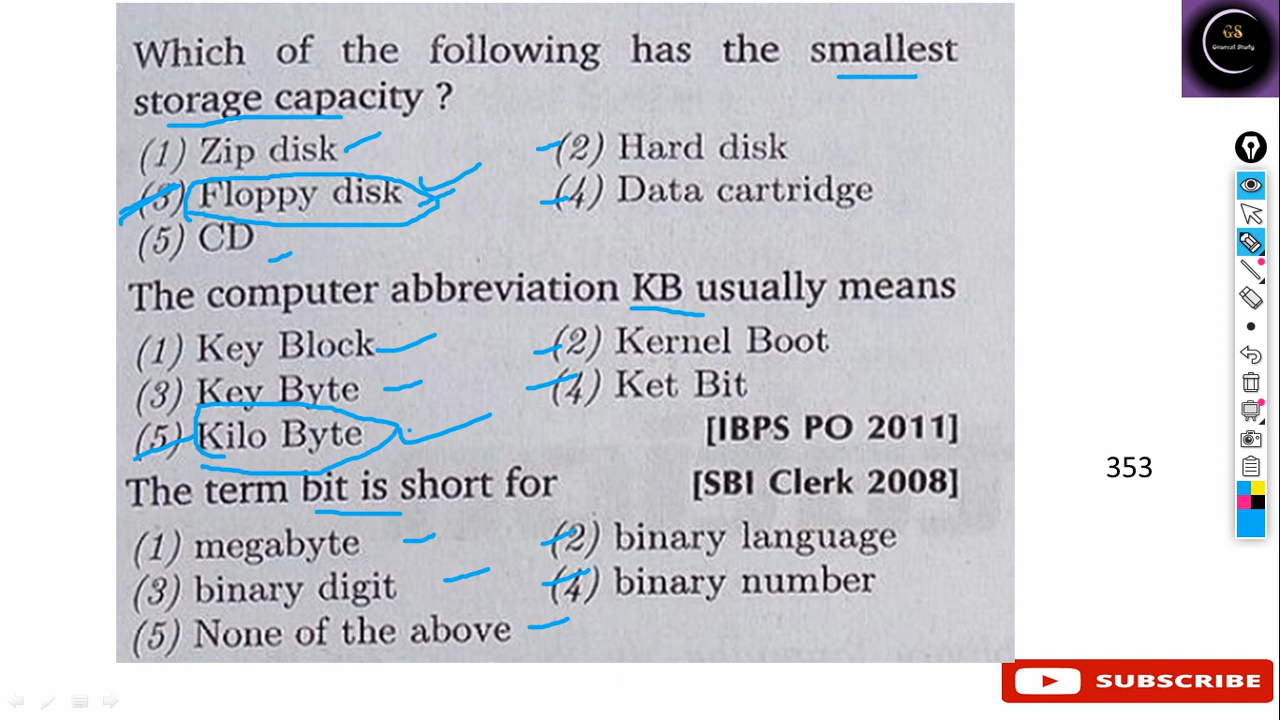 Which of the following has the smallest
storage capacity ?
(1) Zip disk (2) Hard disk
(3) Floppy disk (4) Data cartridge
(5) CD
The computer abbreviation KB usually means
(1) Key Block (2) Kernel Boot
(3) Key Byte (4) Ket Bit
(5) Kilo Byte [IBPS PO 2011]
The term bit is short for [SBI Clerk 2008]
(1) megabyte (2) binary language
(3) binary digit (4) binary number
(5) None of the above
GS
General Study
353
SUBSCRIBE